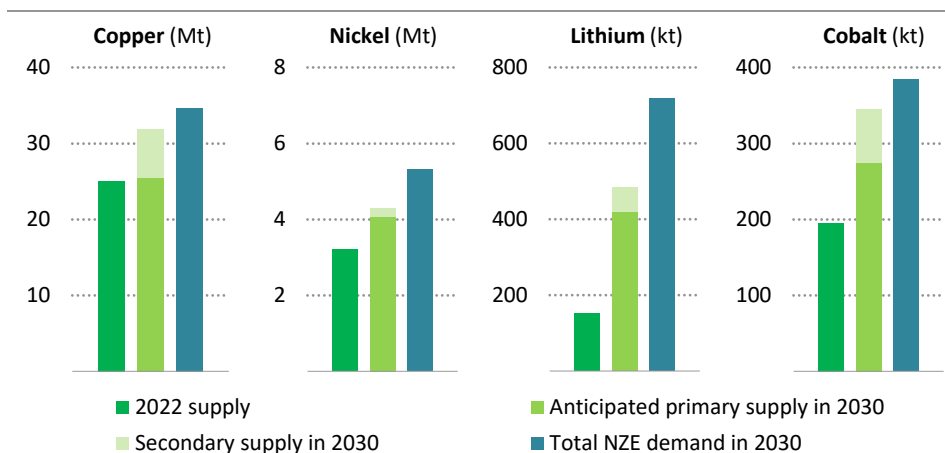 Copper (Mt) Nickel (Mt) Lithium (kt) Cobalt (kt)
40 8 800 400
30 6 600 300
20 4 400 200
10 2 200 100
2022 supply Anticipated primary supply in 2030
Secondary supply in 2030 Total NZE demand in 2030